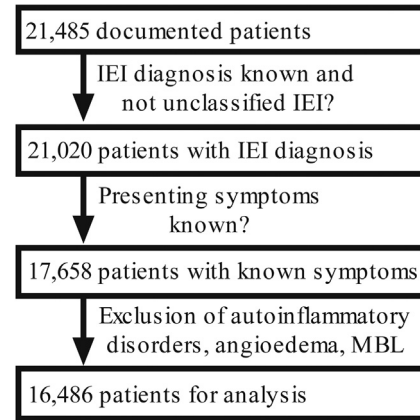 21,485 documented patients
IEI diagnosis known and
not unclassified IEI?
21,020 patients with IEI diagnosis
Presenting symptoms
known?
17,658 patients with known symptoms
Exclusion of autoinflammatory
disorders, angioedema, MBL
16,486 patients for analysis